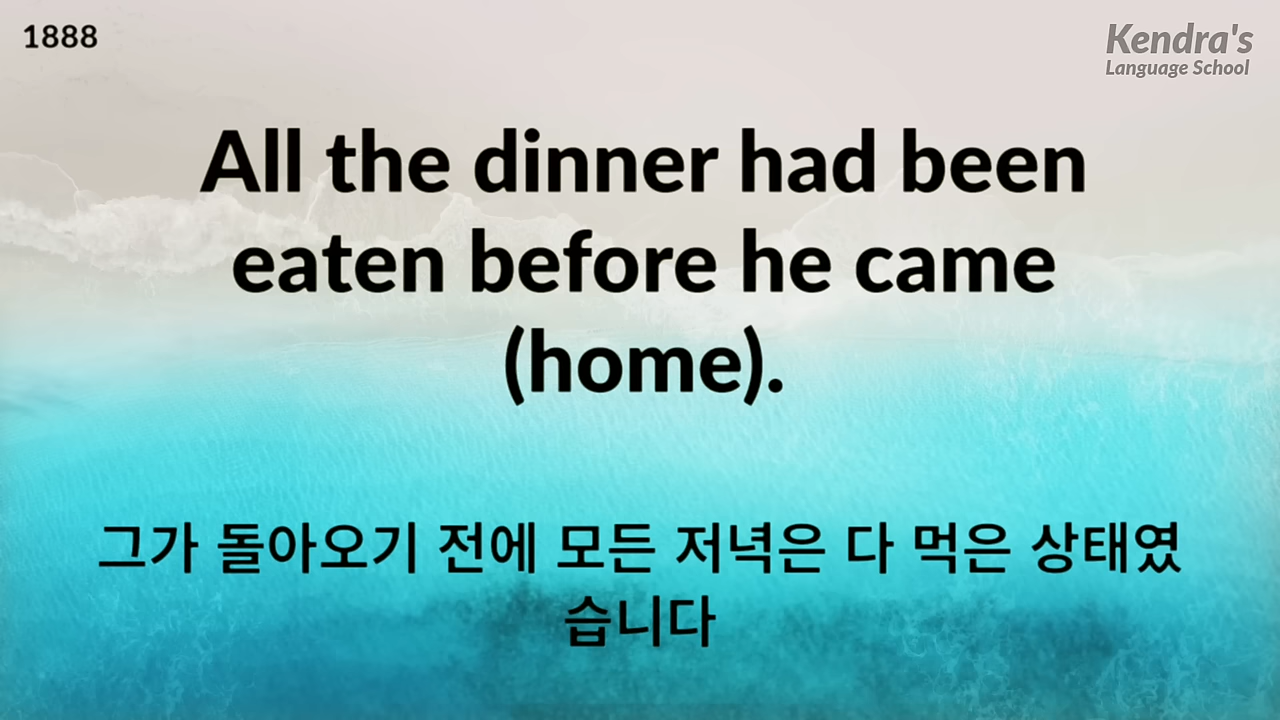 1888
Kendra's
Language School
All the dinner had been
eaten before he came
(home).
그가 돌아오기 전에 모든 저녁은 다 먹은 상태였
습니다